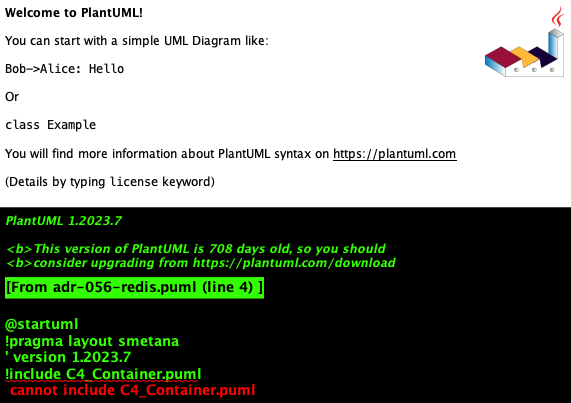 Welcome to PlantUML!
You can start with a simple UML Diagram like:
Bob->Alice: Hello
Or
class Example
You will find more information about PlantUML syntax on https://plantuml.com
(Details by typing license keyword)
PlantUML 1.2023.7
<b>This version of PlantUML is 708 days old, so you should
<b>consider upgrading from https://plantuml.com/download
[From adr-056-redis.puml (line 4) ]
@startuml
!pragma layout smetana
' version 1.2023.7
!include C4_Container.puml
cannot include C4_Container.puml